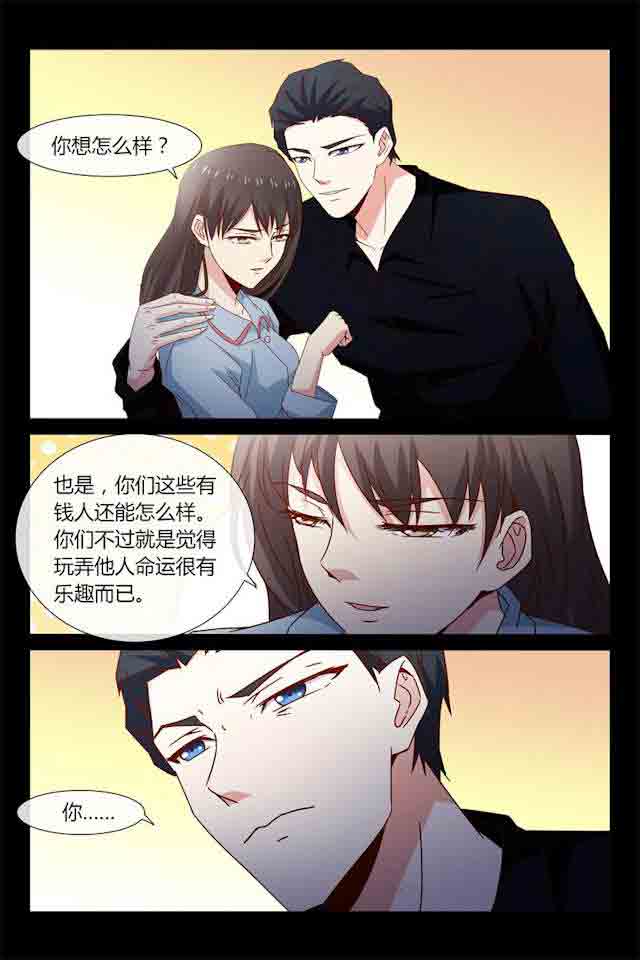 你想怎么样？
也是，你们这些有
钱人还能怎么样。
你们不过就是觉得
玩弄他人命运很有
乐趣而已。
你……